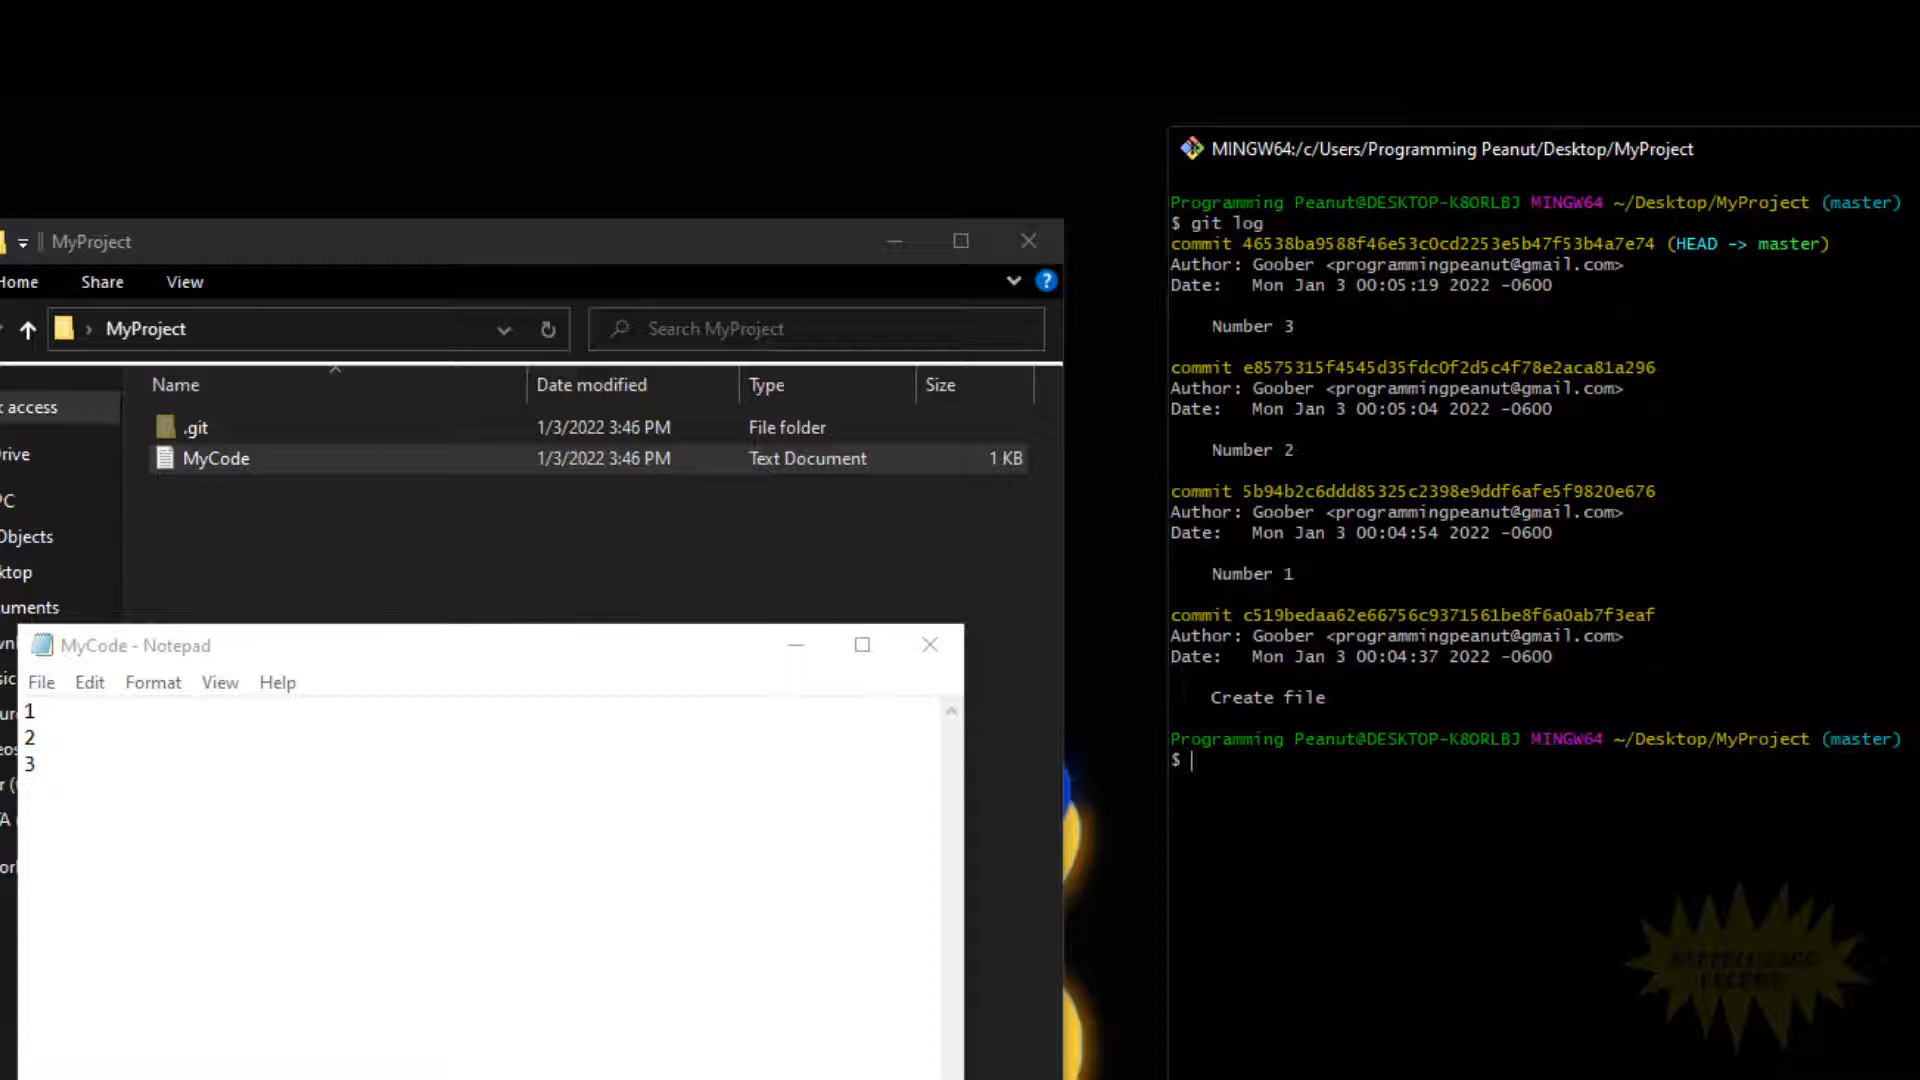 MyProject
Home
Share
View
MyProject
Search MyProject
Name
Date modified
Type
Size
access
.git
1/3/2022 3:46 PM
File folder
MyCode
1/3/2022 3:46 PM
Text Document
1 KB
MyCode - Notepad
File
Edit
Format
View
Help
1
2
3
MINGW64:/c/Users/Programming Peanut/Desktop/MyProject
Programming Peanut@DESKTOP-K8ORLBJ MINGW64 ~/Desktop/MyProject (master)
$ git log
commit 46538ba9588f46e53c0cd2253e5b47f53b4a7e74 (HEAD -> master)
Author: Goober <programmingpeanut@gmail.com>
Date:   Mon Jan 3 00:05:19 2022 -0600
Number 3
commit e8575315f4545d35fdc0f2d5c4f78e2aca81a296
Author: Goober <programmingpeanut@gmail.com>
Date:   Mon Jan 3 00:05:04 2022 -0600
Number 2
commit 5b94b2c6ddd85325c2398e9ddf6afe5f9820e676
Author: Goober <programmingpeanut@gmail.com>
Date:   Mon Jan 3 00:04:54 2022 -0600
Number 1
commit c519bedaa62e66756c9371561be8f6a0ab7f3eaf
Author: Goober <programmingpeanut@gmail.com>
Date:   Mon Jan 3 00:04:37 2022 -0600
Create file
Programming Peanut@DESKTOP-K8ORLBJ MINGW64 ~/Desktop/MyProject (master)
$